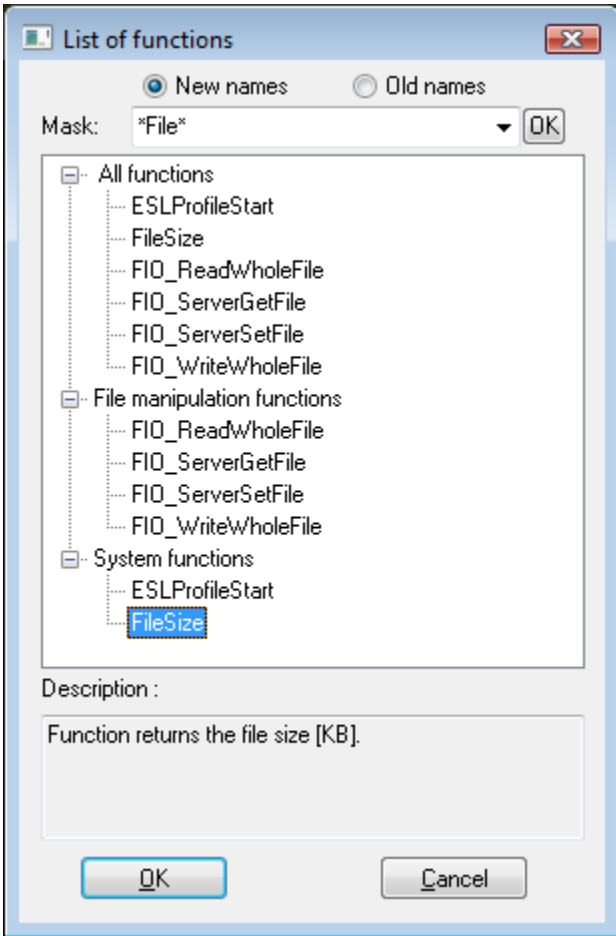 List of functions
New names Old names
Mask: *File* OK
All functions
ESLProfileStart
FileSize
FIO_ReadWholeFile
FIO_ServerGetFile
FIO_ServerSetFile
FIO_WriteWholeFile
File manipulation functions
FIO_ReadWholeFile
FIO_ServerGetFile
FIO_ServerSetFile
FIO_WriteWholeFile
System functions
ESLProfileStart
FileSize
Description :
Function returns the file size [KB].
OK Cancel